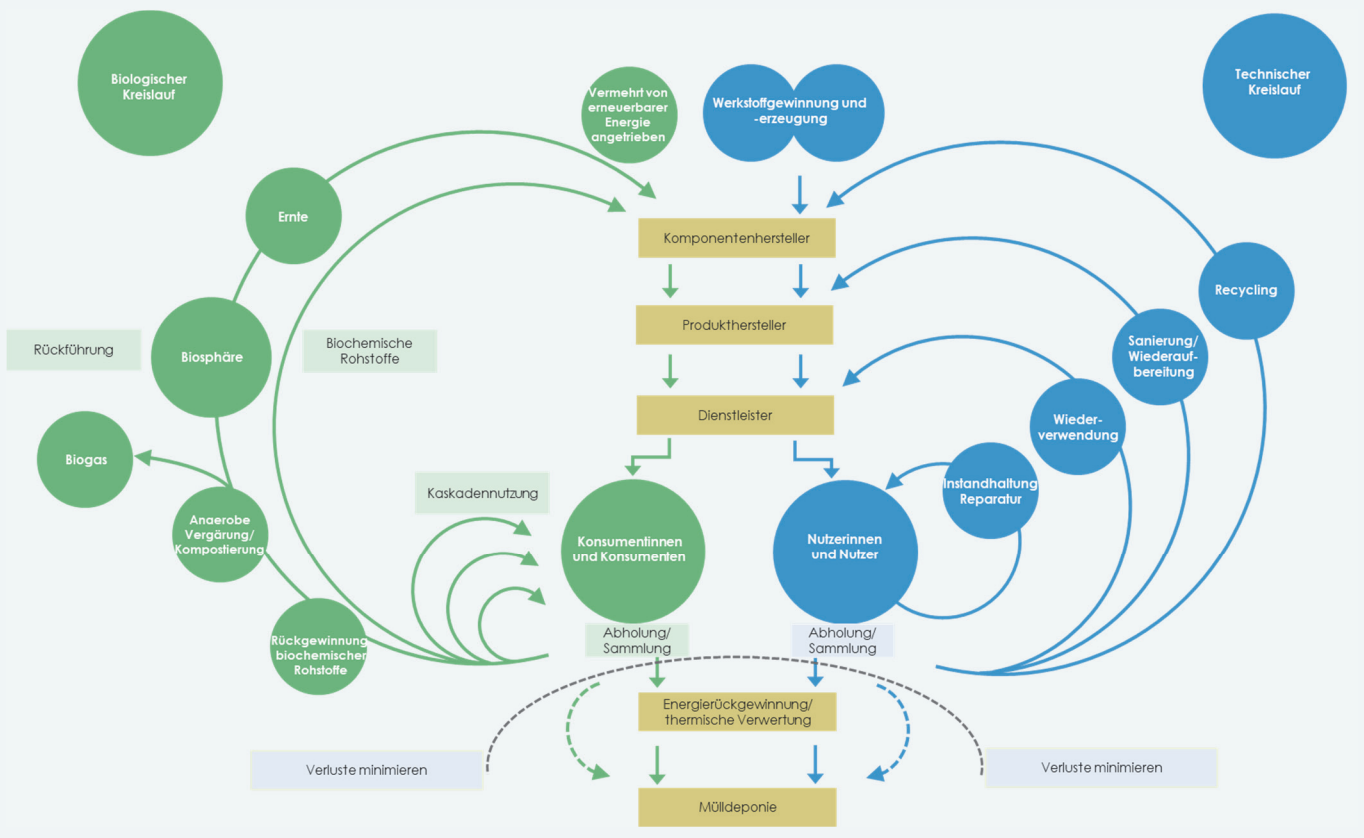 Biologischer
Kreislauf
Vermehrt von
erneuerbarer
Energie
angetrieben
Werkstoffgewinnung und
-erzeugung
Technischer
Kreislauf
Ernte
Komponentenhersteller
Recycling
Rückführung
Biosphäre
Biochemische
Rohstoffe
Produkthersteller
Sanierung/
Wiederauf-
bereitung
Dienstleister
Wieder-
verwendung
Biogas
Kaskadennutzung
Instandhaltung
Reparatur
Anaerobe
Vergärung/
Kompostierung
Konsumentinnen
und Konsumenten
Nutzerinnen
und Nutzer
Rückgewinnung
biochemischer
Rohstoffe
Abholung/
Sammlung
Abholung/
Sammlung
Energierückgewinnung/
thermische Verwertung
Verluste minimieren
Verluste minimieren
Mülldeponie